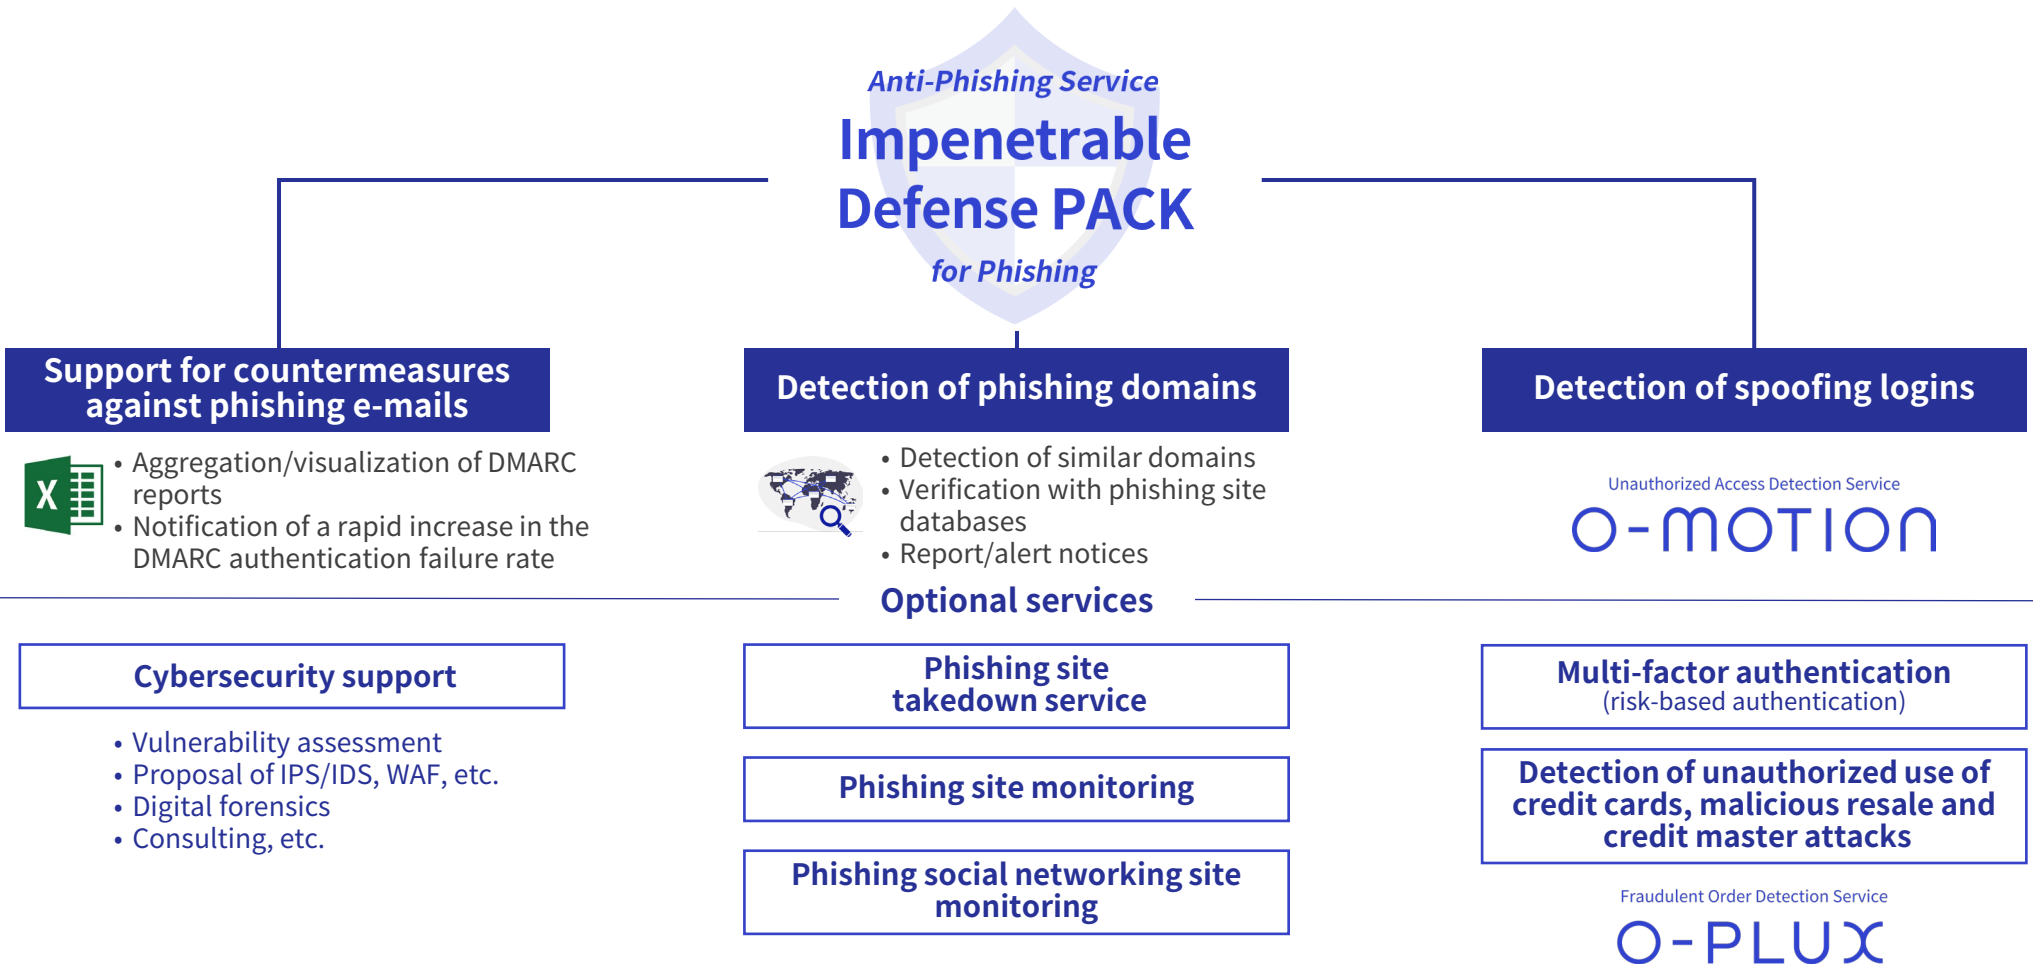 Anti-Phishing Service
Impenetrable
Defense PACK
for Phishing
Support for countermeasures
against phishing e-mails
X
• Aggregation/visualization of DMARC
reports
• Notification of a rapid increase in the
DMARC authentication failure rate
Detection of phishing domains
• Detection of similar domains
• Verification with phishing site
databases
• Report/alert notices
Detection of spoofing logins
Unauthorized Access Detection Service
O-MOTION
Optional services
Cybersecurity support
• Vulnerability assessment
• Proposal of IPS/IDS, WAF, etc.
• Digital forensics
• Consulting, etc.
Phishing site
takedown service
Phishing site monitoring
Phishing social networking site
monitoring
Multi-factor authentication
(risk-based authentication)
Detection of unauthorized use of
credit cards, malicious resale and
credit master attacks
Fraudulent Order Detection Service
O-PLUX